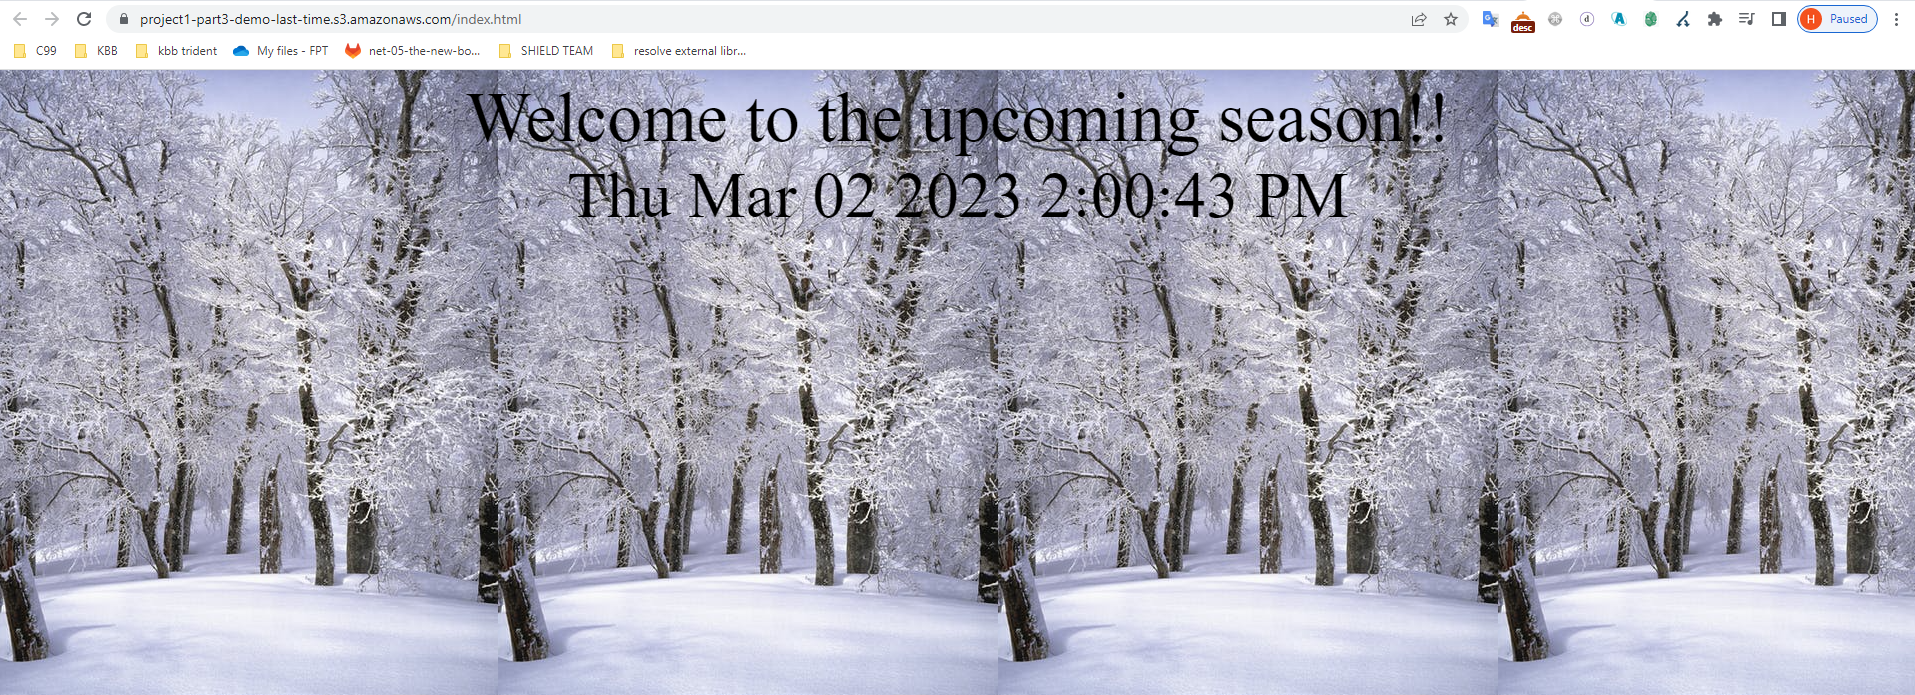 project1-part3-demo-last-time.s3.amazonaws.com/index.html
desc
d
A
H Paused
C99 KBB kbb trident My files - FPT net-05-the-new-bo... SHIELD TEAM resolve external libr...
Welcome to the upcoming season!!
Thu Mar 02 2023 2:00:43 PM